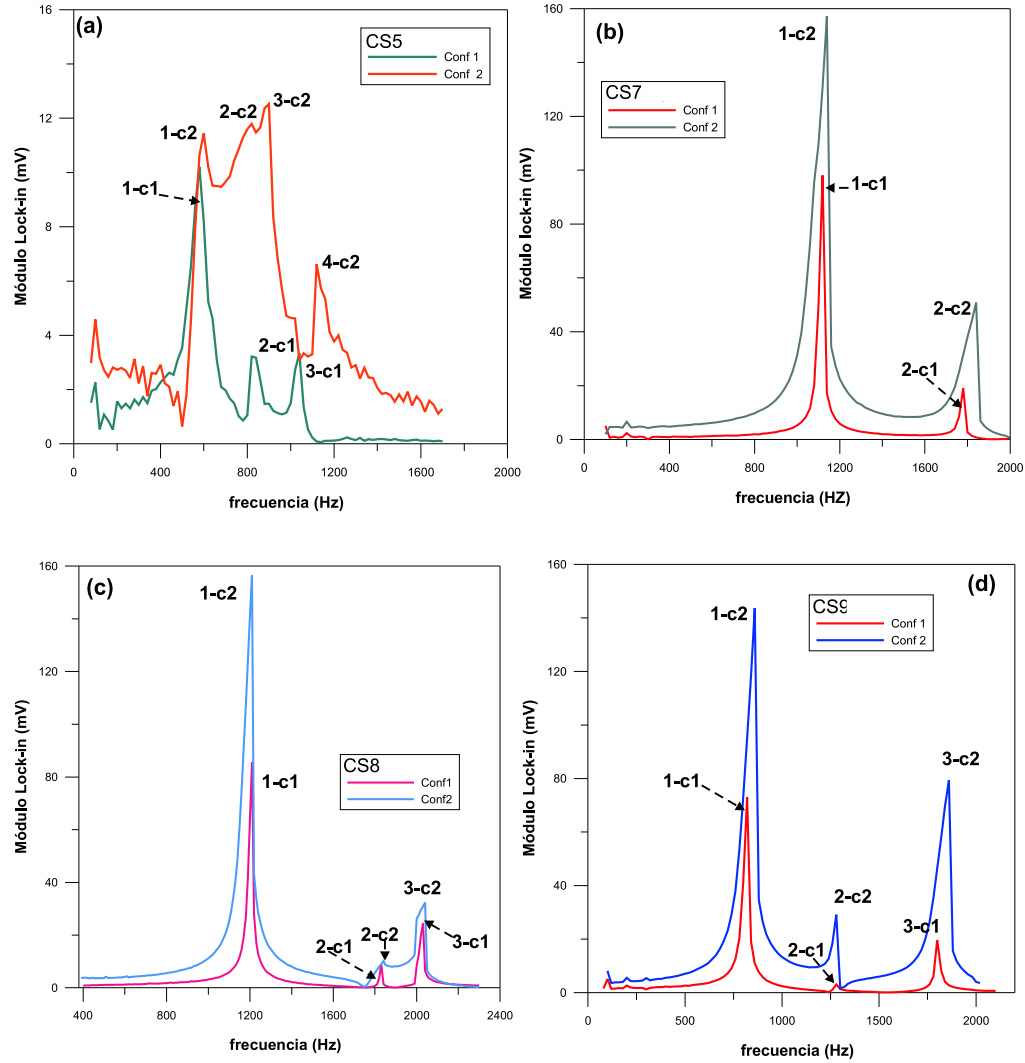 (a)
CS5
Conf 1
Conf 2
1-c2
2-c2
3-c2
1-c1
4-c2
2-c1
3-c1
16
12
8
4
0
0 400 800 1200 1600 2000
Módulo Lock-in (mV)
frecuencia (Hz)
(b)
CS7
Conf 1
Conf 2
1-c2
1-c1
2-c2
2-c1
160
120
80
40
0
0 400 800 1200 1600 2000
Módulo lock-in (mV)
frecuencia (HZ)
(c)
CS8
Conf1
Conf2
1-c2
1-c1
3-c2
2-c2
2-c1
3-c1
160
120
80
40
0
400 800 1200 1600 2000 2400
Módulo Lock-in (mV)
frecuencia (Hz)
(d)
CS9
Conf 1
Conf 2
1-c2
1-c1
3-c2
2-c2
3-c1
2-c1
160
120
80
40
0
0 500 1000 1500 2000
Módulo Lock-in (mV)
frecuencia (Hz)